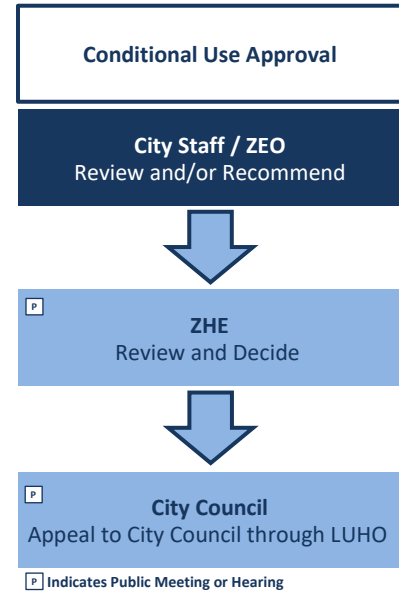 Conditional Use Approval
City Staff / ZEO
Review and/or Recommend
P
ZHE
Review and Decide
P
City Council
Appeal to City Council through LUHO
P Indicates Public Meeting or Hearing